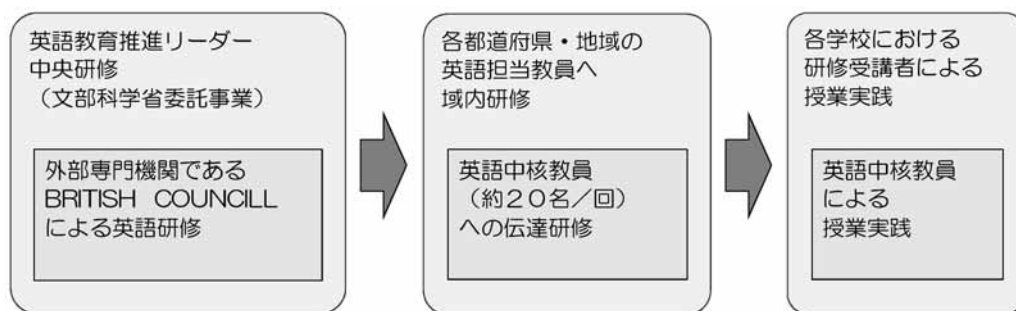 英語教育推進リーダー
中央研修
（文部科学省委託事業）
外部専門機関である
BRITISH COUNCILL
による英語研修
各都道府県・地域の
英語担当教員へ
域内研修
英語中核教員
（約２０名／回）
への伝達研修
各学校における
研修受講者による
授業実践
英語中核教員
による
授業実践